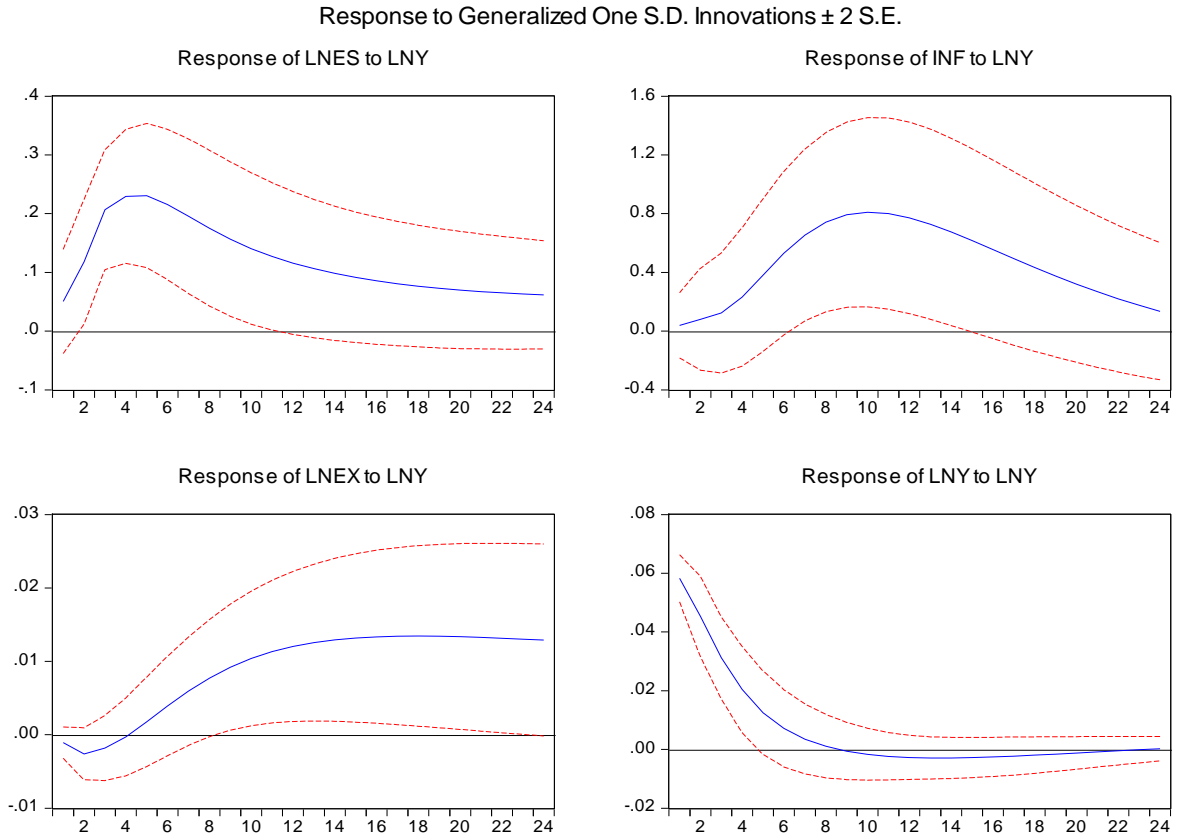 Response to Generalized One S.D. Innovations ± 2 S.E.
Response of LNES to LNY
.4
.3
.2
.1
.0
-.1
2 4 6 8 10 12 14 16 18 20 22 24
Response of INF to LNY
1.6
1.2
0.8
0.4
0.0
-0.4
2 4 6 8 10 12 14 16 18 20 22 24
Response of LNEX to LNY
.03
.02
.01
.00
-.01
2 4 6 8 10 12 14 16 18 20 22 24
Response of LNY to LNY
.08
.06
.04
.02
.00
-.02
2 4 6 8 10 12 14 16 18 20 22 24